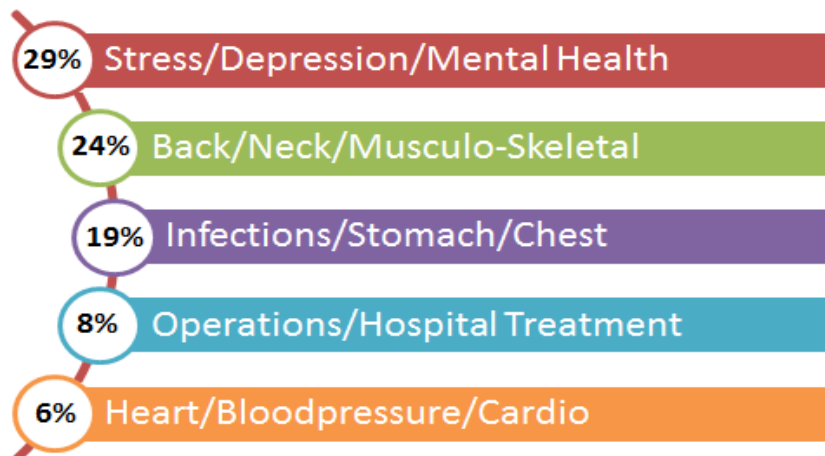 29% Stress/Depression/Mental Health
24% Back/Neck/Musculo-Skeletal
19% Infections/Stomach/Chest
8% Operations/Hospital Treatment
6% Heart/Bloodpressure/Cardio